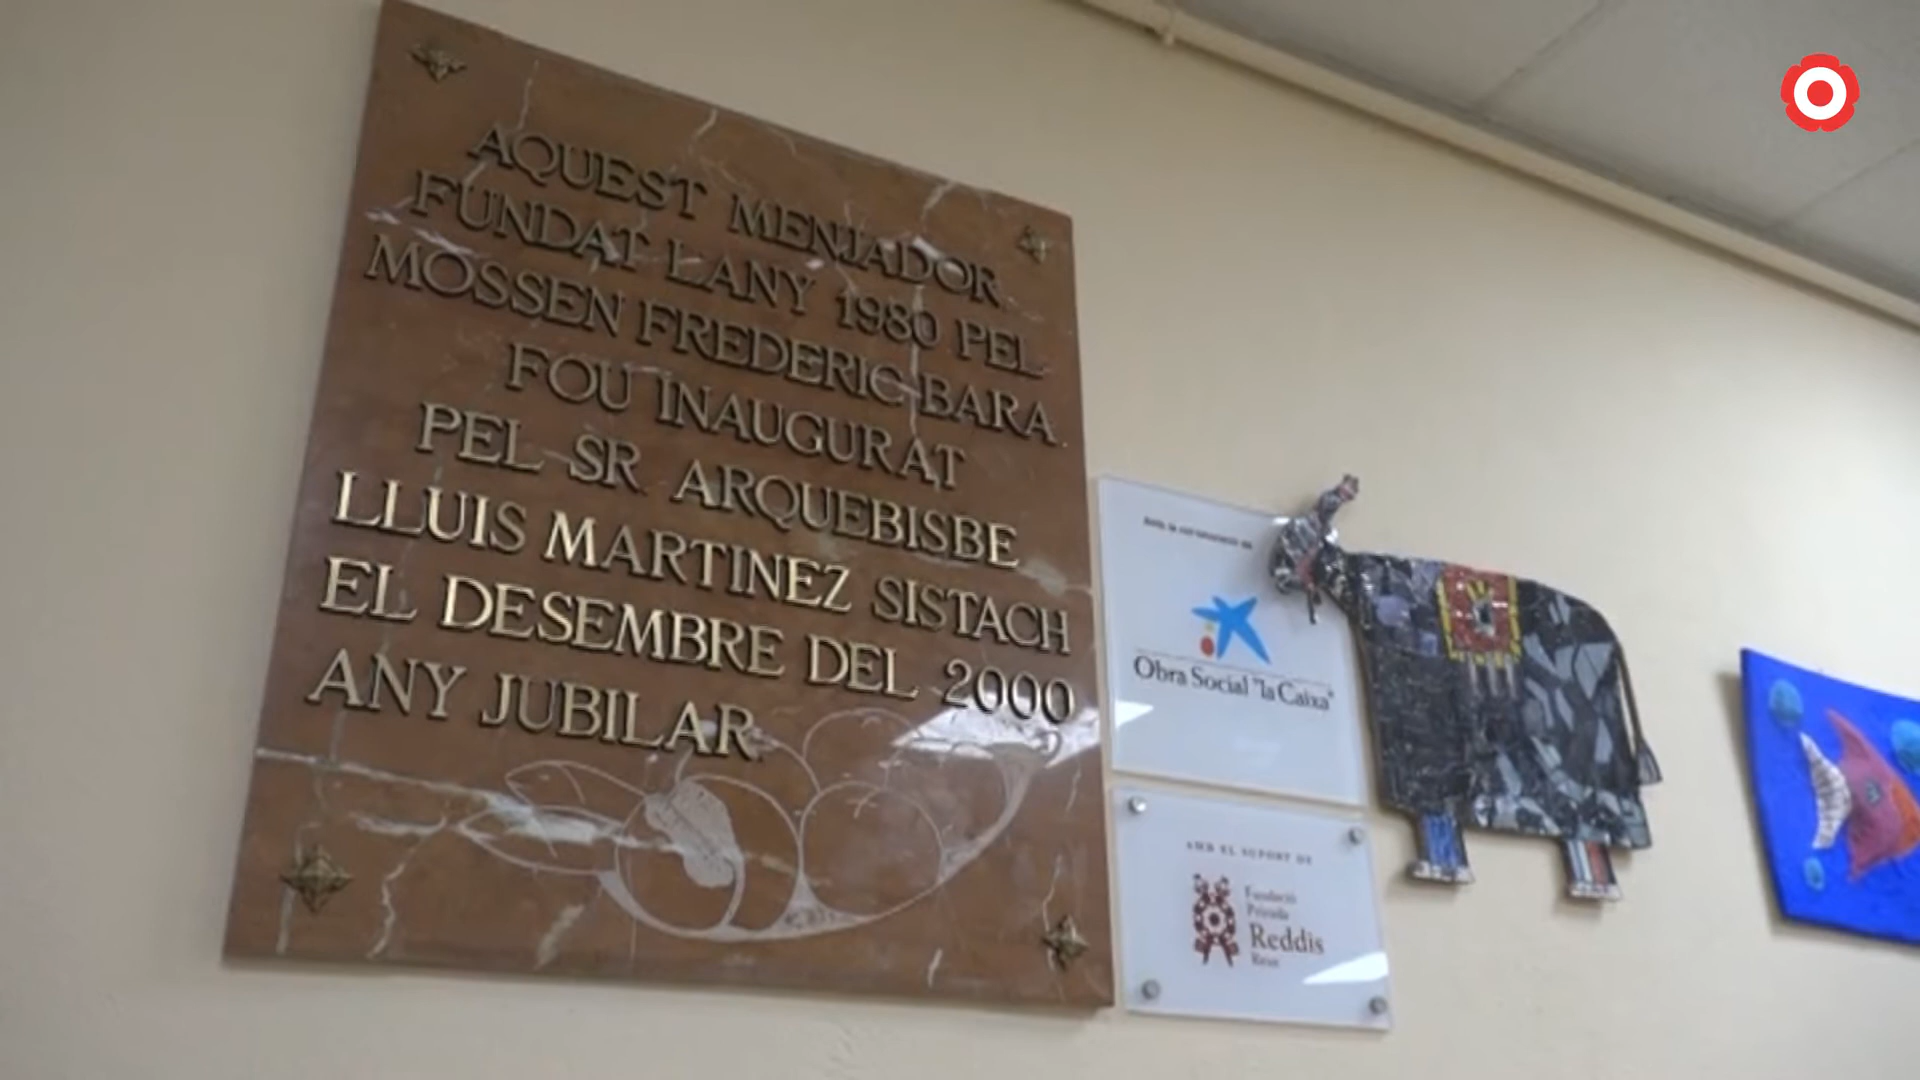 AQUEST MENJADOR
FUNDAT L'ANY 1980 PEL
MOSSEN FREDERIC BARA.
FOU INAUGURAT
PEL SR ARQUEBISBE
LLUIS MARTINEZ SISTACH
EL DESEMBRE DEL 2000
ANY JUBILAR
Obra Social "la Caixa"
AMB EL SUPORT DE
Fundació
Privada
Reddis
Reus